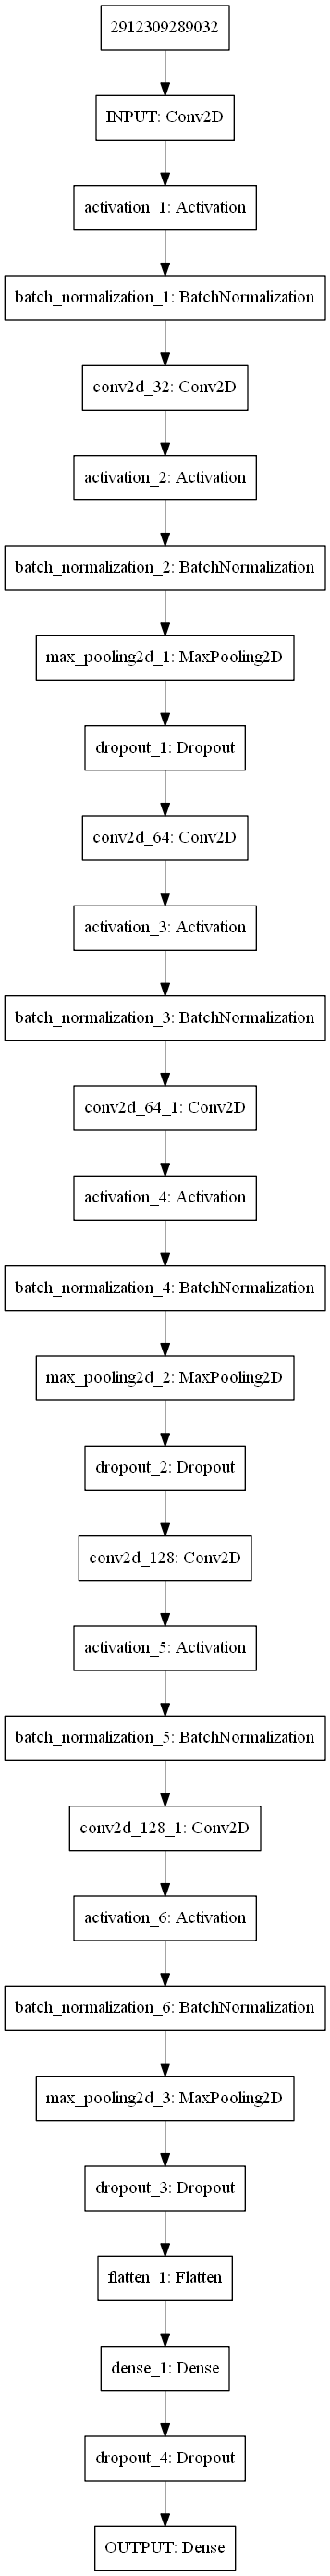 2912309289032
INPUT: Conv2D
activation_1: Activation
batch_normalization_1: BatchNormalization
conv2d_32: Conv2D
activation_2: Activation
batch_normalization_2: BatchNormalization
max_pooling2d_1: MaxPooling2D
dropout_1: Dropout
conv2d_64: Conv2D
activation_3: Activation
batch_normalization_3: BatchNormalization
conv2d_64_1: Conv2D
activation_4: Activation
batch_normalization_4: BatchNormalization
max_pooling2d_2: MaxPooling2D
dropout_2: Dropout
conv2d_128: Conv2D
activation_5: Activation
batch_normalization_5: BatchNormalization
conv2d_128_1: Conv2D
activation_6: Activation
batch_normalization_6: BatchNormalization
max_pooling2d_3: MaxPooling2D
dropout_3: Dropout
flatten_1: Flatten
dense_1: Dense
dropout_4: Dropout
OUTPUT: Dense